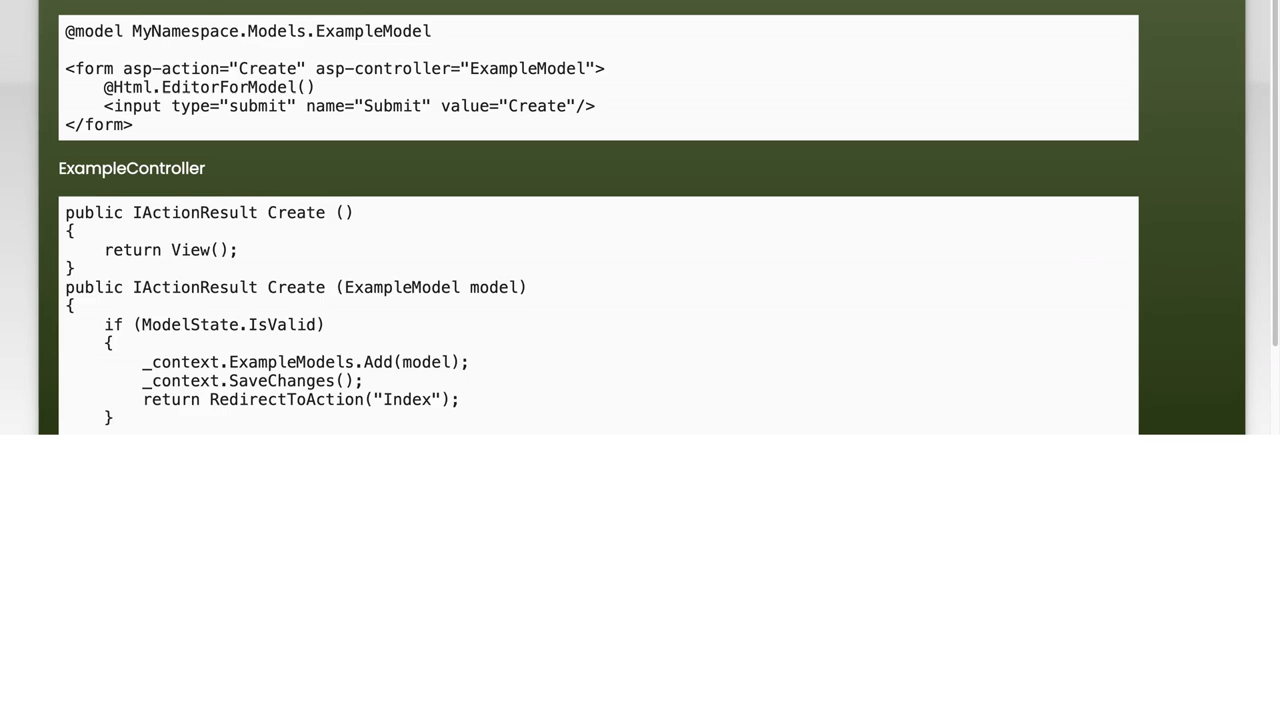 @model MyNamespace.Models.ExampleModel
<form asp-action="Create" asp-controller="ExampleModel">
    @Html.EditorForModel()
    <input type="submit" name="Submit" value="Create"/>
</form>
ExampleController
public IActionResult Create ()
{
    return View();
}
public IActionResult Create (ExampleModel model)
{
    if (ModelState.IsValid)
    {
        _context.ExampleModels.Add(model);
        _context.SaveChanges();
        return RedirectToAction("Index");
    }